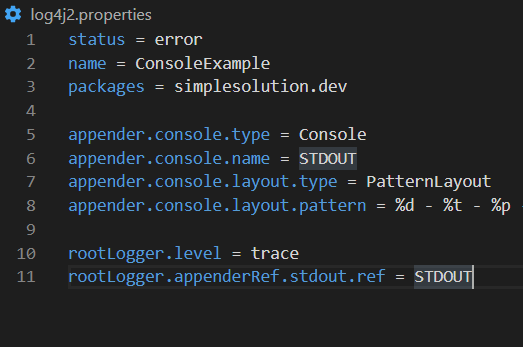 log4j2.properties
1 status = error
2 name = ConsoleExample
3 packages = simplesolution.dev
4
5 appender.console.type = Console
6 appender.console.name = STDOUT
7 appender.console.layout.type = PatternLayout
8 appender.console.layout.pattern = %d - %t - %p
9
10 rootLogger.level = trace
11 rootLogger.appenderRef.stdout.ref = STDOUT